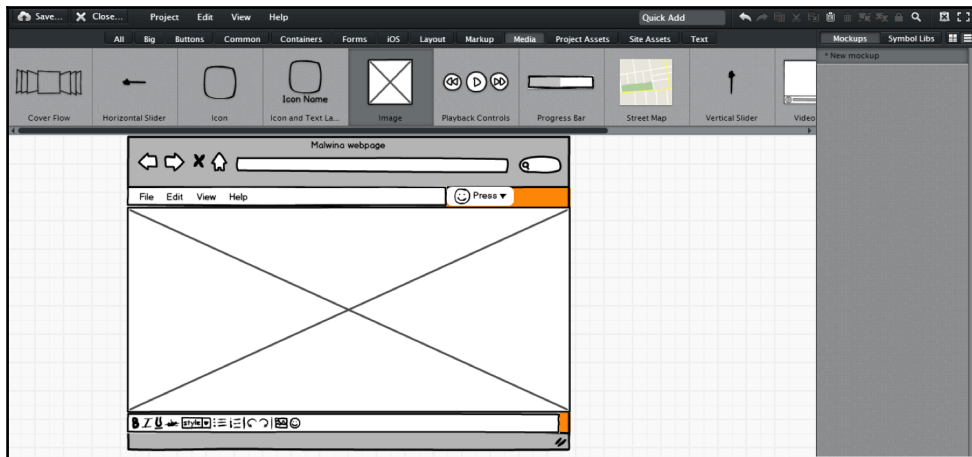 Save... Close... Project Edit View Help Quick Add
All Big Buttons Common Containers Forms iOS Layout Markup Media Project Assets Site Assets Text Mockups Symbol Libs
* New mockup
Icon Name
Cover Flow Horizontal Slider Icon Icon and Text La... Image Playback Controls Progress Bar Street Map Vertical Slider Video
Malwina webpage
File Edit View Help Press
B I U abc style